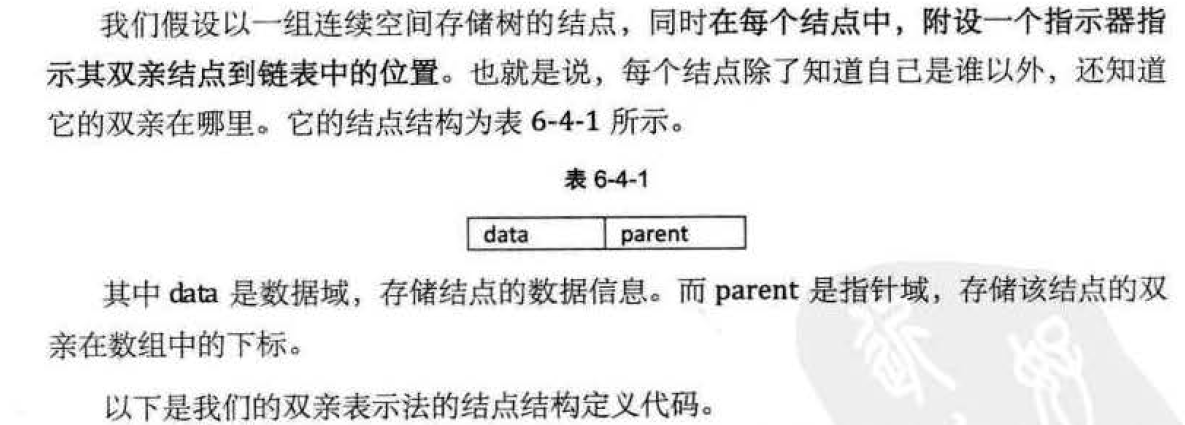 我们假设以一组连续空间存储树的结点，同时在每个结点中，附设一个指示器指
示其双亲结点到链表中的位置。也就是说，每个结点除了知道自己是谁以外，还知道
它的双亲在哪里。它的结点结构为表 6-4-1 所示。
表 6-4-1
data parent
其中 data 是数据域，存储结点的数据信息。而 parent 是指针域，存储该结点的双
亲在数组中的下标。
以下是我们的双亲表示法的结点结构定义代码。